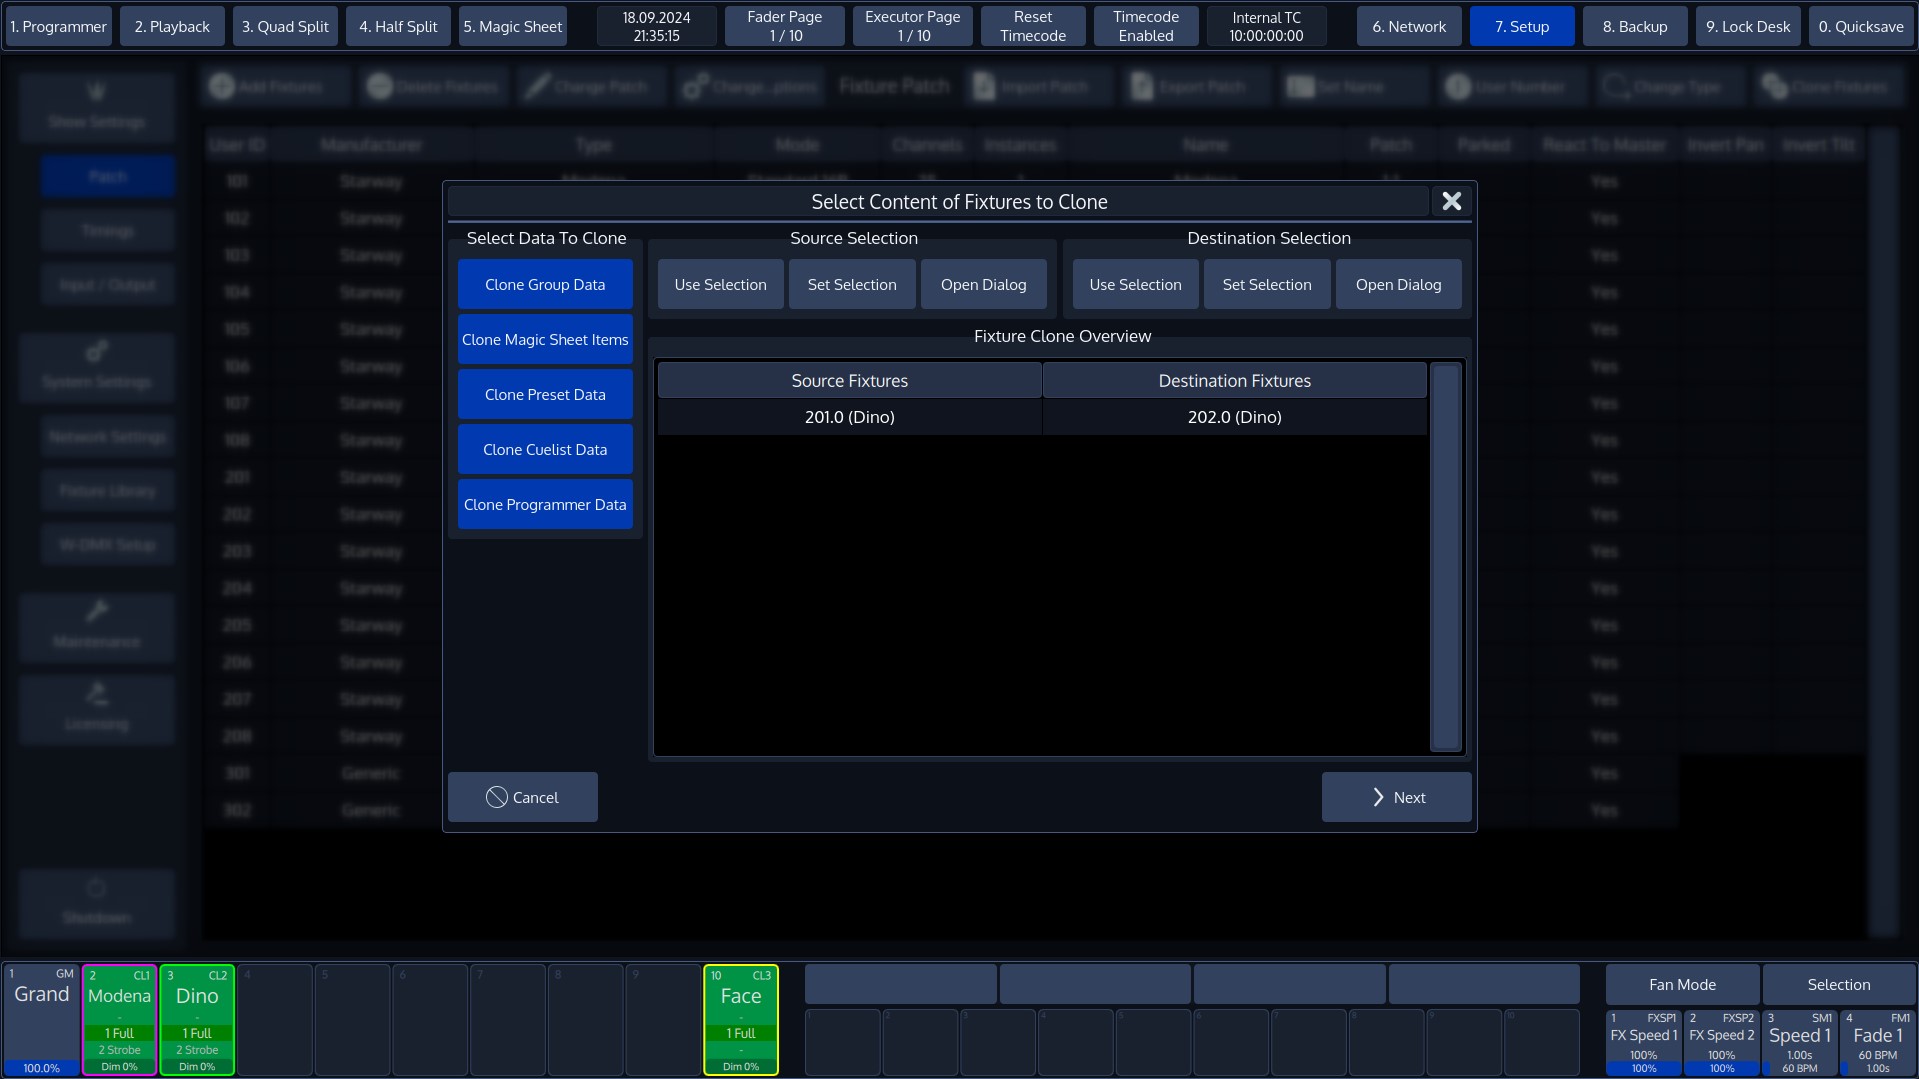 1. Programmer
2. Playback
3. Quad Split
4. Half Split
5. Magic Sheet
18.09.2024
21:35:15
Fader Page
1 / 10
Executor Page
1 / 10
Reset
Timecode
Timecode
Enabled
Internal TC
10:00:00:00
6. Network
7. Setup
8. Backup
9. Lock Desk
0. Quicksave
Show Settings
Patch
Timings
Input / Output
System Settings
Network Settings
Fixture Library
W-DMX Setup
Maintenance
Licensing
Shutdown
Add Fixtures
Delete Fixtures
Change Patch
Change...ptions
Fixture Patch
Import Patch
Export Patch
Set Name
User Number
Change Type
Clone Fixtures
User ID Manufacturer Type Mode Channels Instances Name Patch Parked React To Master Invert Pan Invert Tilt
101 Starway Yes
102 Starway Yes
103 Starway Yes
104 Starway Yes
105 Starway Yes
106 Starway Yes
107 Starway Yes
108 Starway Yes
201 Starway Yes
202 Starway Yes
203 Starway Yes
204 Starway Yes
205 Starway Yes
206 Starway Yes
207 Starway Yes
208 Starway Yes
301 Generic Yes
302 Generic Yes
Select Content of Fixtures to Clone
Select Data To Clone
Clone Group Data
Clone Magic Sheet Items
Clone Preset Data
Clone Cuelist Data
Clone Programmer Data
Source Selection
Use Selection
Set Selection
Open Dialog
Destination Selection
Use Selection
Set Selection
Open Dialog
Fixture Clone Overview
Source Fixtures Destination Fixtures
201.0 (Dino) 202.0 (Dino)
Cancel
Next
1 GM
Grand
100.0%
2 CL1
Modena
-
1 Full
2 Strobe
Dim 0%
3 CL2
Dino
-
1 Full
2 Strobe
Dim 0%
4
5
6
7
8
9
10 CL3
Face
-
1 Full
-
Dim 0%
1
2
3
4
5
6
7
8
9
10
Fan Mode
Selection
1 FXSP1
FX Speed 1
100%
100%
2 FXSP2
FX Speed 2
100%
100%
3 SM1
Speed 1
1.00s
60 BPM
4 FM1
Fade 1
60 BPM
1.00s